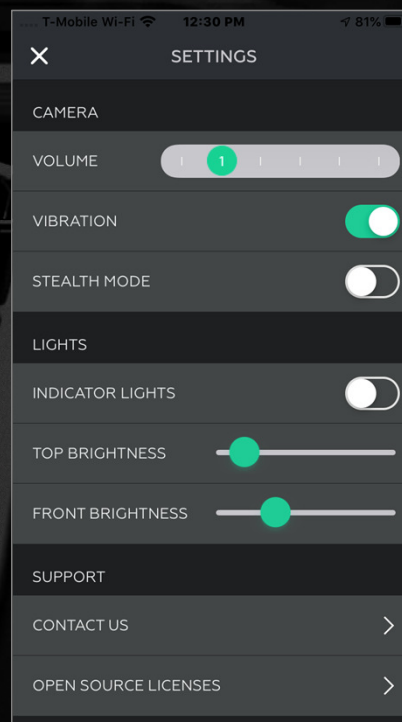 .... T-Mobile Wi-Fi 12:30 PM 81%
SETTINGS
CAMERA
VOLUME 1
VIBRATION
STEALTH MODE
LIGHTS
INDICATOR LIGHTS
TOP BRIGHTNESS
FRONT BRIGHTNESS
SUPPORT
CONTACT US
OPEN SOURCE LICENSES